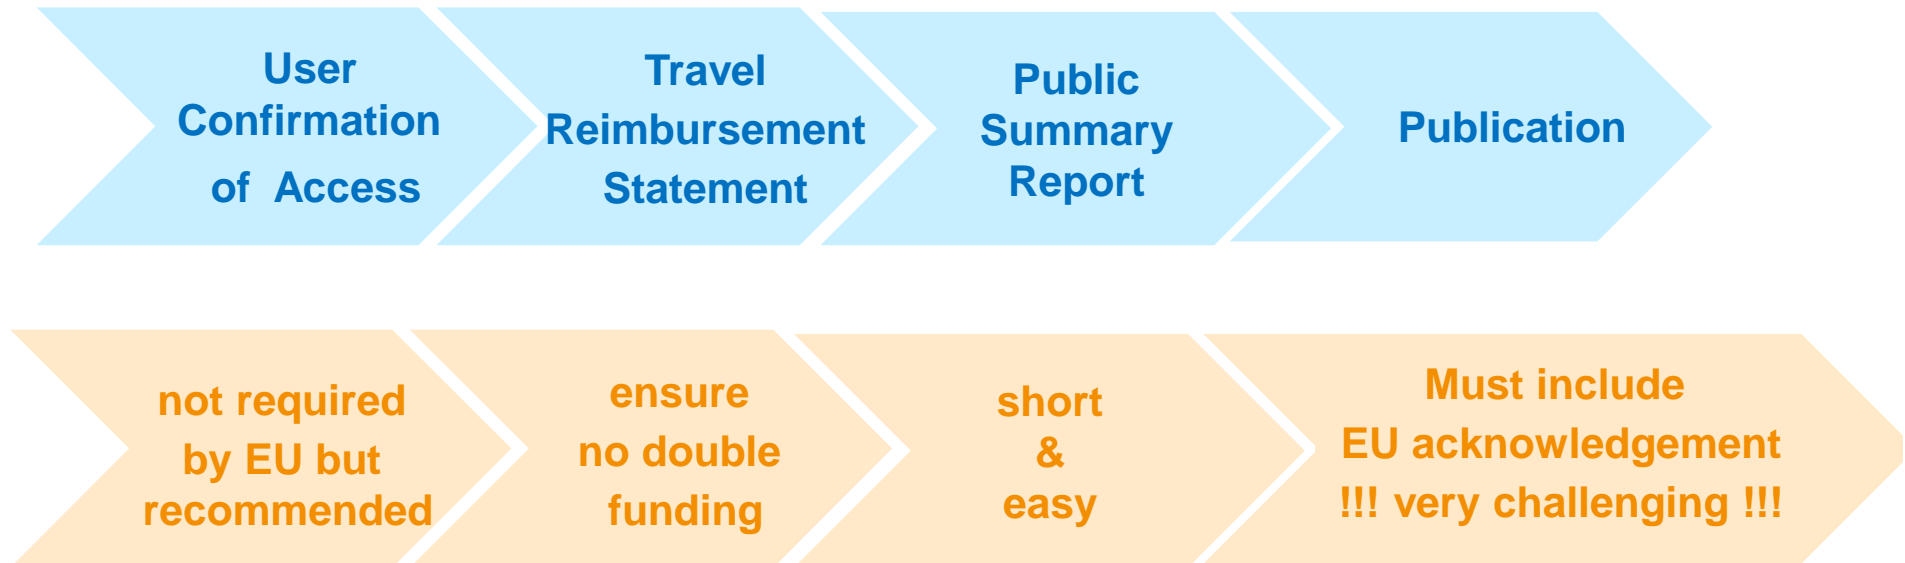 User
Confirmation
of Access
Travel
Reimbursement
Statement
Public
Summary
Report
Publication
not required
by EU but
recommended
ensure
no double
funding
short
&
easy
Must include
EU acknowledgement
!!! very challenging !!!